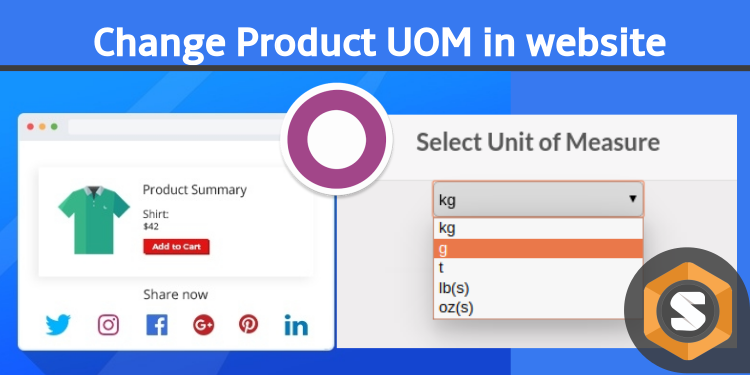 Change Product UOM in website
Product Summary
Shirt:
$42
Add to Cart
Share now
Select Unit of Measure
kg
kg
g
t
lb(s)
oz(s)